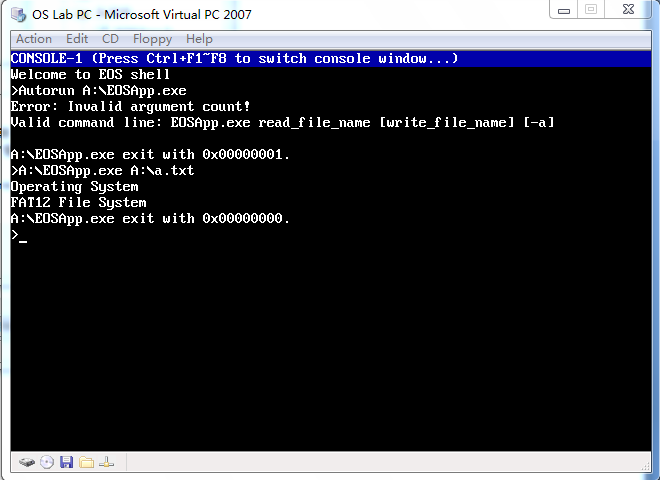 OS Lab PC - Microsoft Virtual PC 2007
Action Edit CD Floppy Help
CONSOLE-1 (Press Ctrl+F1~F8 to switch console window...)
Welcome to EOS shell
>Autorun A:\EOSApp.exe
Error: Invalid argument count!
Valid command line: EOSApp.exe read_file_name [write_file_name] [-a]
A:\EOSApp.exe exit with 0x00000001.
>A:\EOSApp.exe A:\a.txt
Operating System
FAT12 File System
A:\EOSApp.exe exit with 0x00000000.
>_